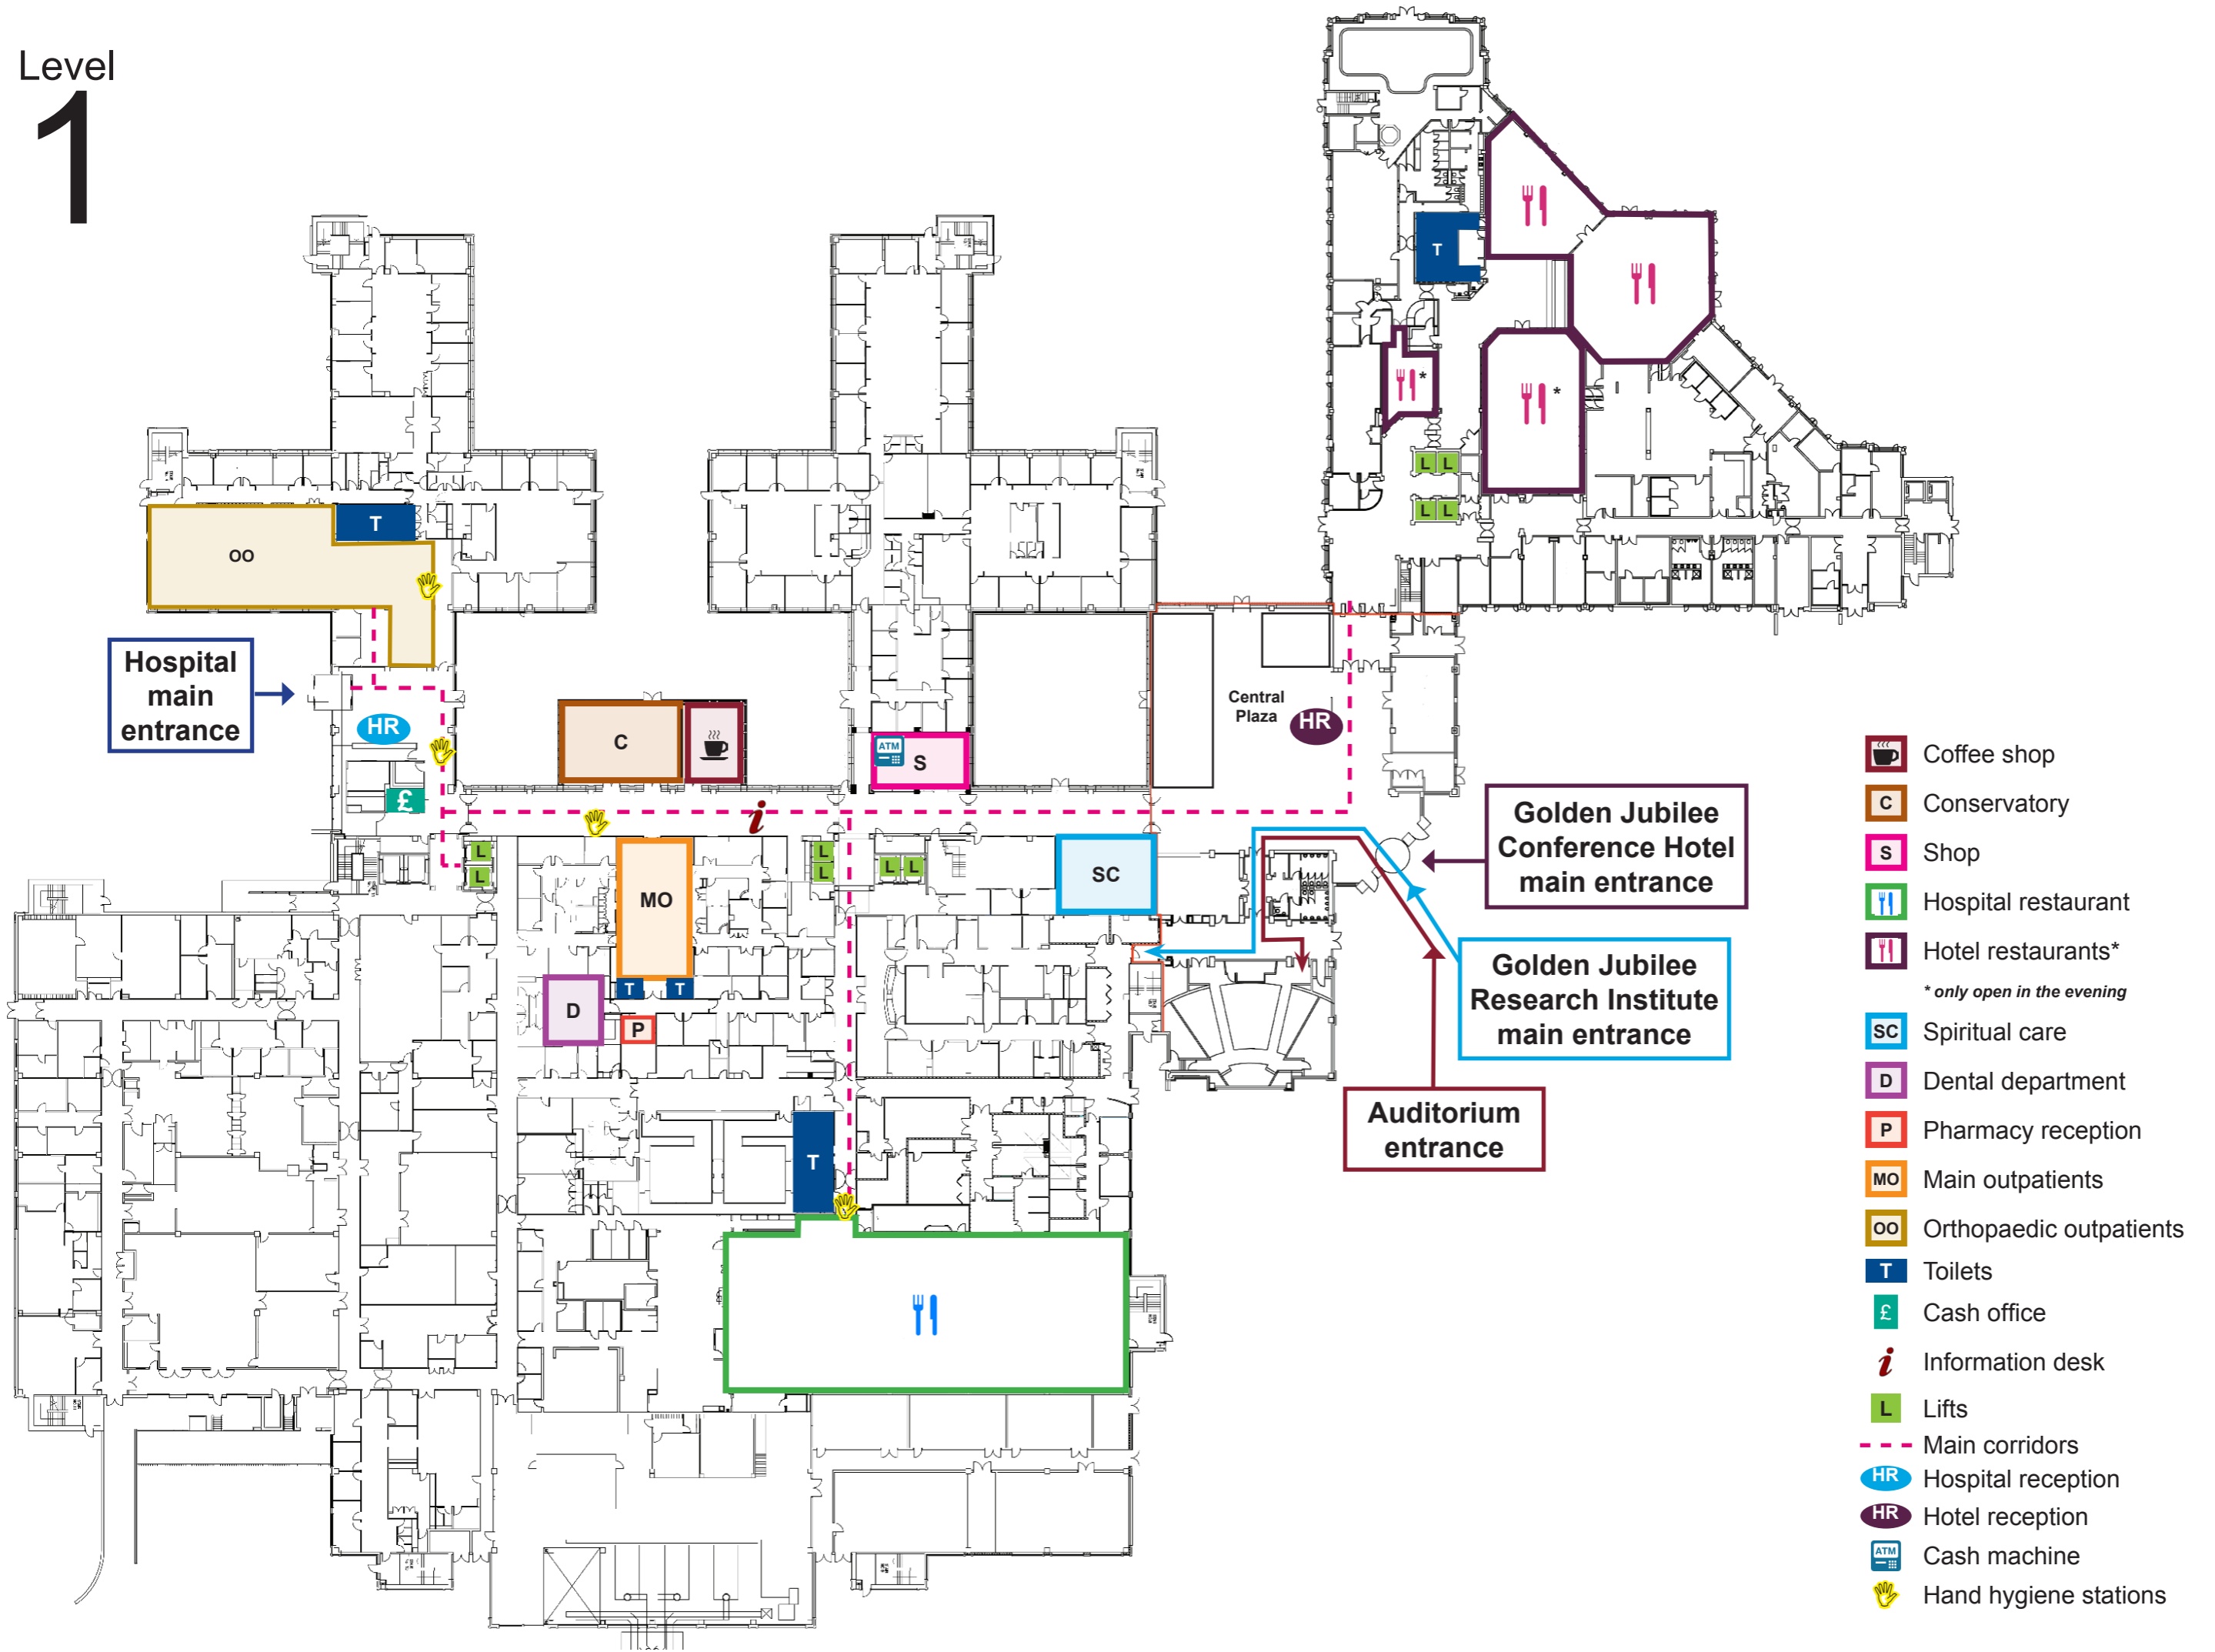 Level
1
T
OO
Hospital
main
entrance
HR
£
C
ATM
S
i
L
L
MO
L
L
L
L
SC
T
T
D
P
T
T
*
*
L
L
L
L
Central
Plaza
HR
Golden Jubilee
Conference Hotel
main entrance
Golden Jubilee
Research Institute
main entrance
Auditorium
entrance
Coffee shop
C Conservatory
S Shop
Hospital restaurant
Hotel restaurants*
* only open in the evening
SC Spiritual care
D Dental department
P Pharmacy reception
MO Main outpatients
OO Orthopaedic outpatients
T Toilets
£ Cash office
i Information desk
L Lifts
Main corridors
HR Hospital reception
HR Hotel reception
ATM Cash machine
Hand hygiene stations